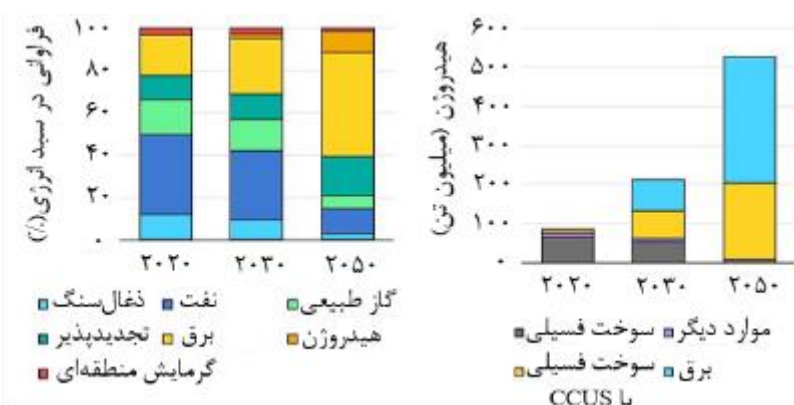 فراوانی در سبد انرژی(٪)
۱۰۰
۸۰
۶۰
۴۰
۲۰
۰
۲۰۲۰ ۲۰۳۰ ۲۰۵۰
ذغال‌سنگ نفت گاز طبیعی
تجدیدپذیر برق هیدروژن
گرمایش منطقه‌ای
هیدروژن (میلیون تن)
۶۰۰
۵۰۰
۴۰۰
۳۰۰
۲۰۰
۱۰۰
۰
۲۰۲۰ ۲۰۳۰ ۲۰۵۰
سوخت فسیلی موارد دیگر
سوخت فسیلی برق
با CCUS